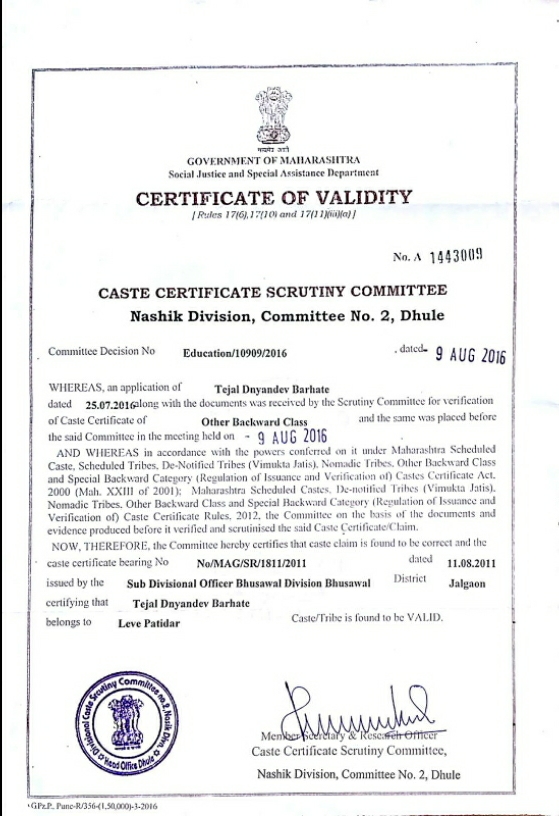 सत्यमेव जयते
GOVERNMENT OF MAHARASHTRA
Social Justice and Special Assistance Department
CERTIFICATE OF VALIDITY
[ Rules 17(6), 17(10) and 17(11)(iii)(a) ]
No. A 1443009
CASTE CERTIFICATE SCRUTINY COMMITTEE
Nashik Division, Committee No. 2, Dhule
Committee Decision No Education/10909/2016 , dated- 9 AUG 2016
WHEREAS, an application of Tejal Dnyandev Barhate
dated 25.07.2016 along with the documents was received by the Scrutiny Committee for verification
of Caste Certificate of Other Backward Class and the same was placed before
the said Committee in the meeting held on - 9 AUG 2016
AND WHEREAS in accordance with the powers conferred on it under Maharashtra Scheduled
Caste, Scheduled Tribes, De-Notified Tribes (Vimukta Jatis), Nomadic Tribes, Other Backward Class
and Special Backward Category (Regulation of Issuance and Verification of) Castes Certificate Act,
2000 (Mah. XXIII of 2001); Maharashtra Scheduled Castes, De-notified Tribes (Vimukta Jatis),
Nomadic Tribes, Other Backward Class and Special Backward Category (Regulation of Issuance and
Verification of) Caste Certificate Rules, 2012, the Committee on the basis of the documents and
evidence produced before it verified and scrutinised the said Caste Certificate/Claim.
NOW, THEREFORE, the Committee hereby certifies that caste claim is found to be correct and the
caste certificate bearing No No/MAG/SR/1811/2011 dated 11.08.2011
issued by the Sub Divisional Officer Bhusawal Division Bhusawal District Jalgaon
certifying that Tejal Dnyandev Barhate
belongs to Leve Patidar Caste/Tribe is found to be VALID.
Divisional Caste Scrutiny Committee no.2, Nasik Divi.
Head Office Dhule
Member Secretary & Research Officer
Caste Certificate Scrutiny Committee,
Nashik Division, Committee No. 2, Dhule
GPz.P., Pune-R/356-(1,50,000)-3-2016